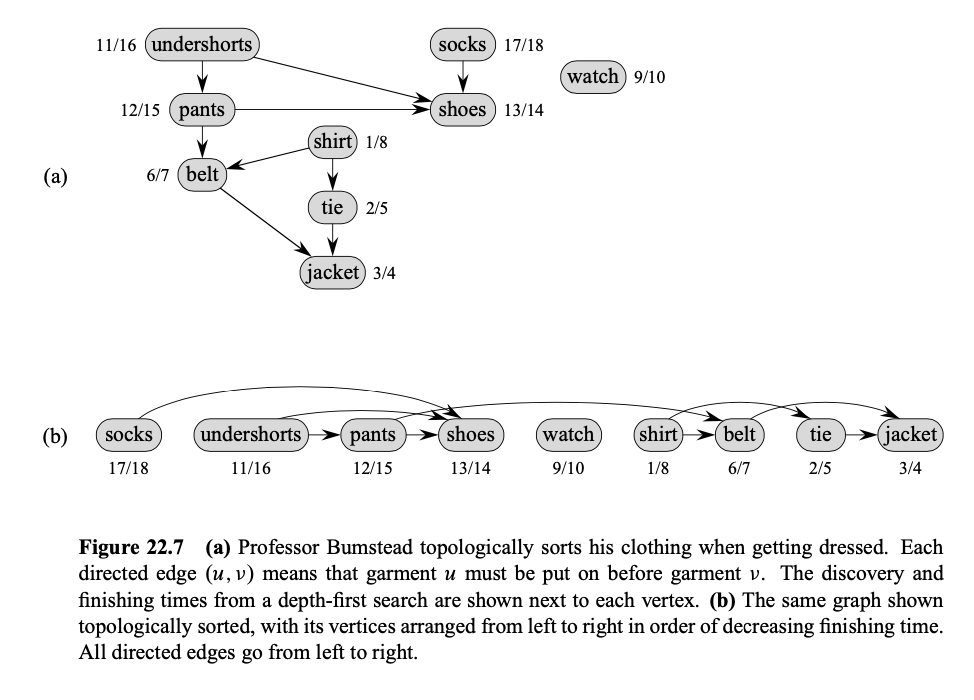 11/16 undershorts socks 17/18
watch 9/10
12/15 pants shoes 13/14
shirt 1/8
(a) 6/7 belt
tie 2/5
jacket 3/4
(b) socks undershorts pants shoes watch shirt belt tie jacket
17/18 11/16 12/15 13/14 9/10 1/8 6/7 2/5 3/4
Figure 22.7 (a) Professor Bumstead topologically sorts his clothing when getting dressed. Each
directed edge (u, v) means that garment u must be put on before garment v. The discovery and
finishing times from a depth-first search are shown next to each vertex. (b) The same graph shown
topologically sorted, with its vertices arranged from left to right in order of decreasing finishing time.
All directed edges go from left to right.